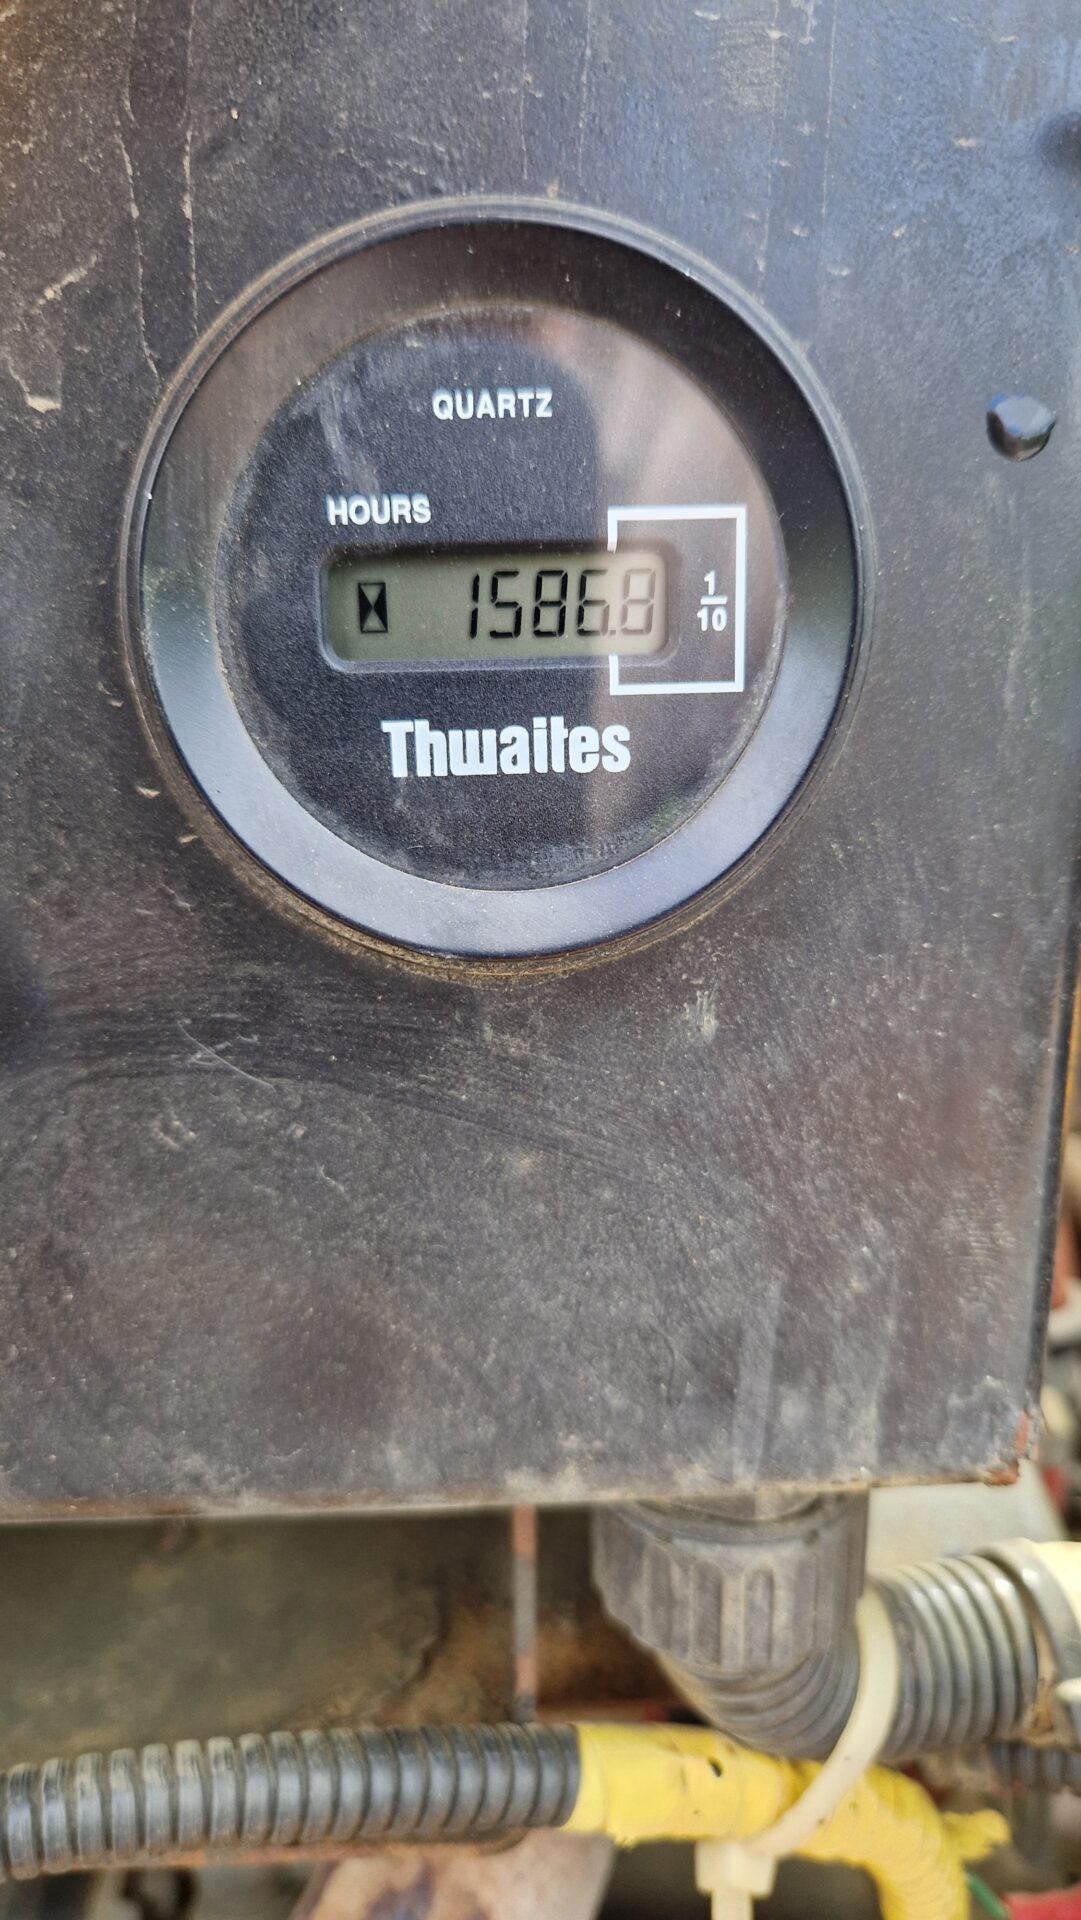 QUARTZ
HOURS
1586.8
1/10
Thwaites